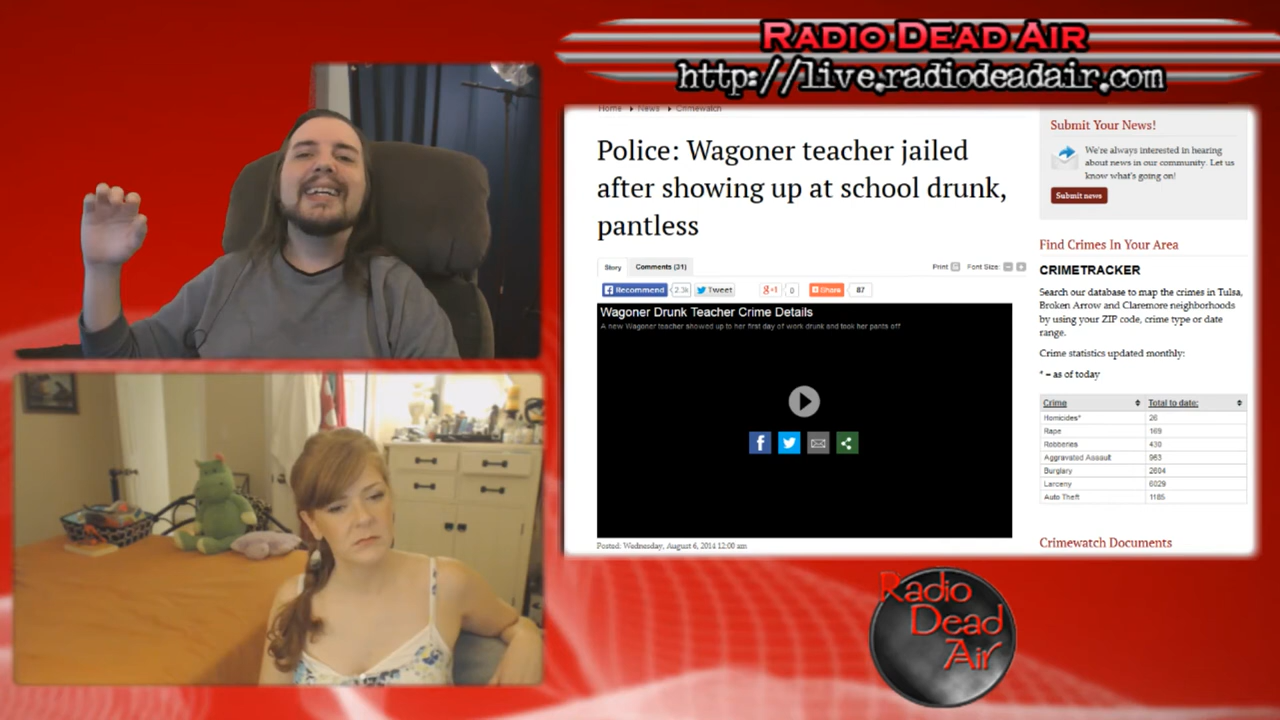 Radio Dead Air
http://live.radiodeadair.com
Home ▸ News ▸ Crimewatch
Police: Wagoner teacher jailed
after showing up at school drunk,
pantless
Story
Comments (31)
Print
Font Size:
Recommend
2.3k
Tweet
g+1
0
Share
87
Wagoner Drunk Teacher Crime Details
A new Wagoner teacher showed up to her first day of work drunk and took her pants off
Posted: Wednesday, August 6, 2014 12:00 am
Submit Your News!
We're always interested in hearing
about news in our community. Let us
know what's going on!
Submit news
Find Crimes In Your Area
CRIMETRACKER
Search our database to map the crimes in Tulsa,
Broken Arrow and Claremore neighborhoods
by using your ZIP code, crime type or date
range.
Crime statistics updated monthly:
* = as of today
Crime Total to date:
Homicides* 26
Rape 169
Robberies 430
Aggravated Assault 963
Burglary 2604
Larceny 6029
Auto Theft 1185
Crimewatch Documents
Radio
Dead
Air